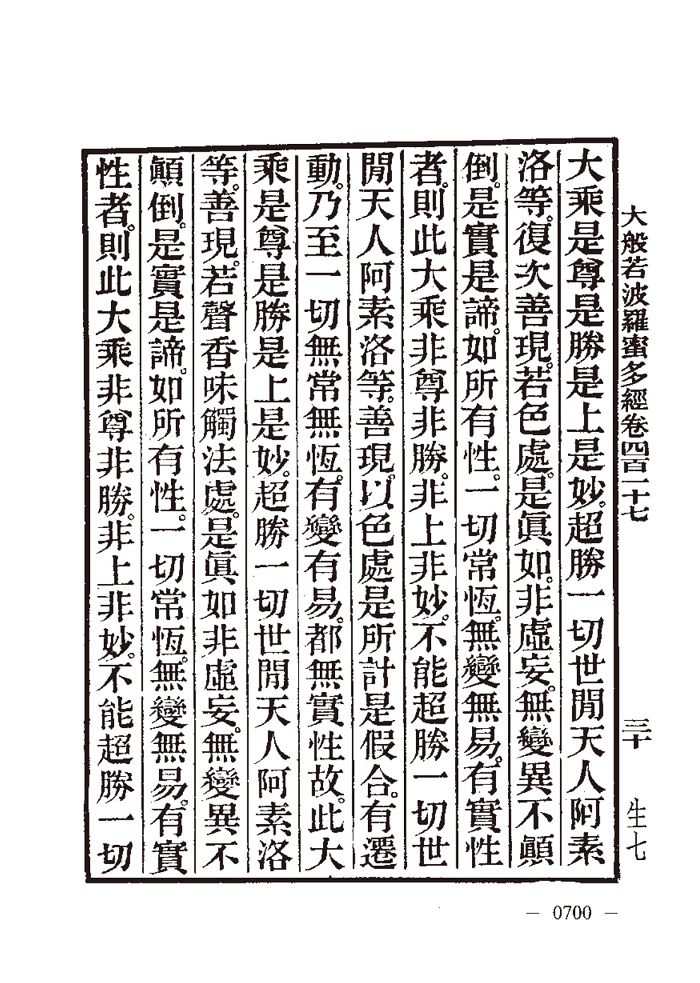 大般若波羅蜜多經卷四百一十七
三十
生七
大乘是尊是勝是上是妙。超勝一切世閒天人阿素
洛等。復次善現。若色處。是眞如。非虛妄。無變異不顚
倒。是實是諦。如所有性。一切常恆。無變無易。有實性
者。則此大乘非尊非勝。非上非妙。不能超勝一切世
閒天人阿素洛等。善現。以色處是所計是假合。有遷
動。乃至一切無常無恆。有變有易。都無實性故。此大
乘是尊是勝是上是妙。超勝一切世閒天人阿素洛
等。善現。若聲香味觸法處。是眞如非虛妄。無變異不
顚倒。是實是諦。如所有性。一切常恆。無變無易。有實
性者。則此大乘非尊非勝。非上非妙。不能超勝一切
— 0700 —